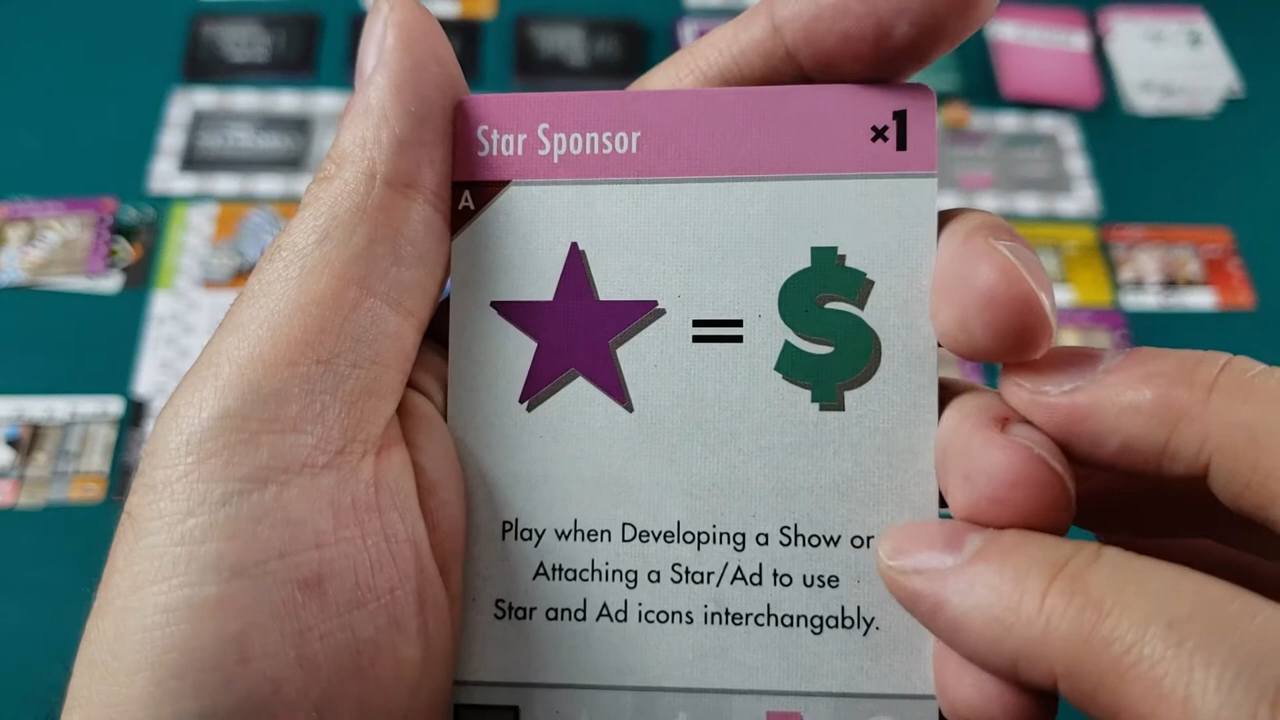 Star Sponsor
×1
A
=
$
Play when Developing a Show or
Attaching a Star/Ad to use
Star and Ad icons interchangably.